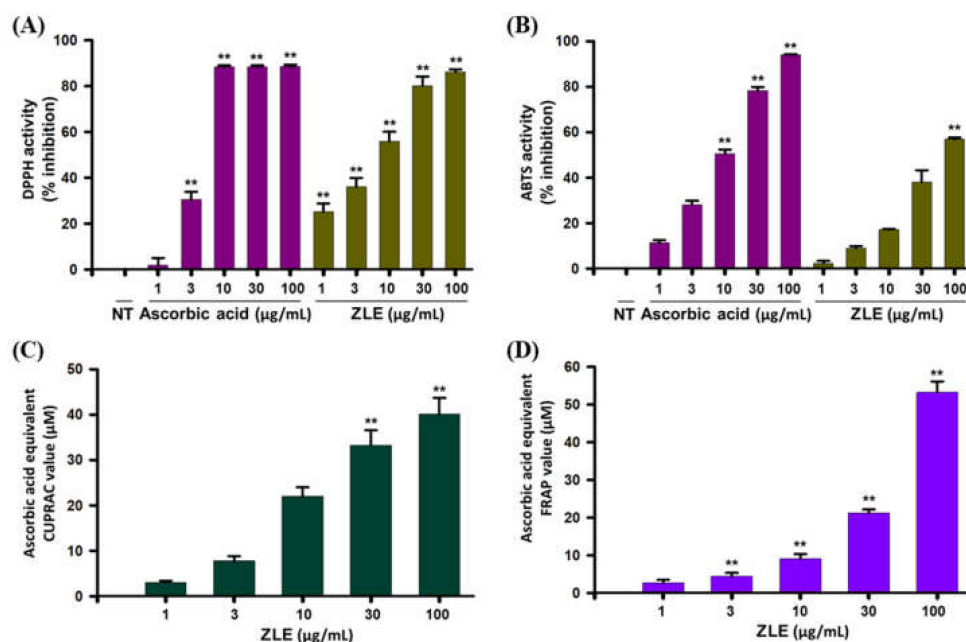 (A)
DPPH activity
(% inhibition)
100
80
60
40
20
0
** ** ** ** ** ** ** ** **
1 3 10 30 100 1 3 10 30 100
NT Ascorbic acid (µg/mL) ZLE (µg/mL)
(B)
ABTS activity
(% inhibition)
100
80
60
40
20
0
** ** ** **
1 3 10 30 100 1 3 10 30 100
NT Ascorbic acid (µg/mL) ZLE (µg/mL)
(C)
Ascorbic acid equivalent
CUPRAC value (µM)
50
40
30
20
10
0
** **
1 3 10 30 100
ZLE (µg/mL)
(D)
Ascorbic acid equivalent
FRAP value (µM)
60
50
40
30
20
10
0
** ** ** **
1 3 10 30 100
ZLE (µg/mL)